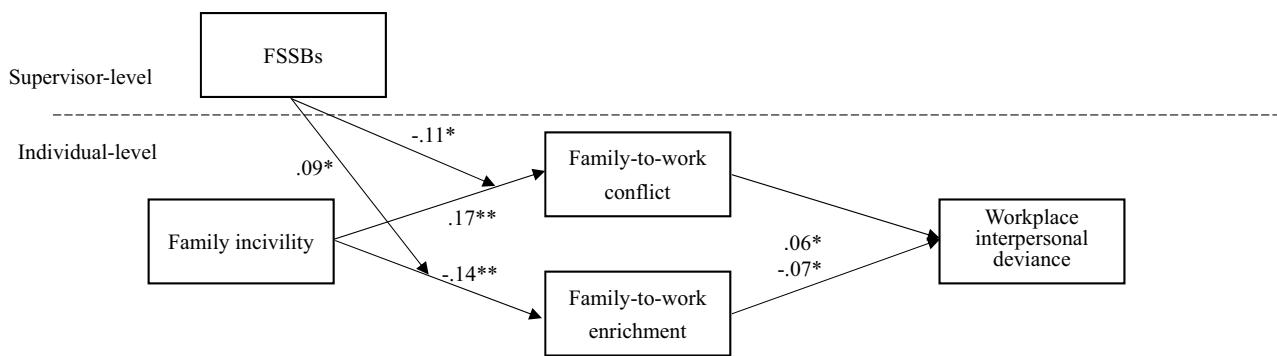 FSSBs
Supervisor-level
Individual-level
-.11*
.09*
Family-to-work
conflict
.17**
Family incivility
Workplace
interpersonal
deviance
.06*
-.07*
-.14**
Family-to-work
enrichment